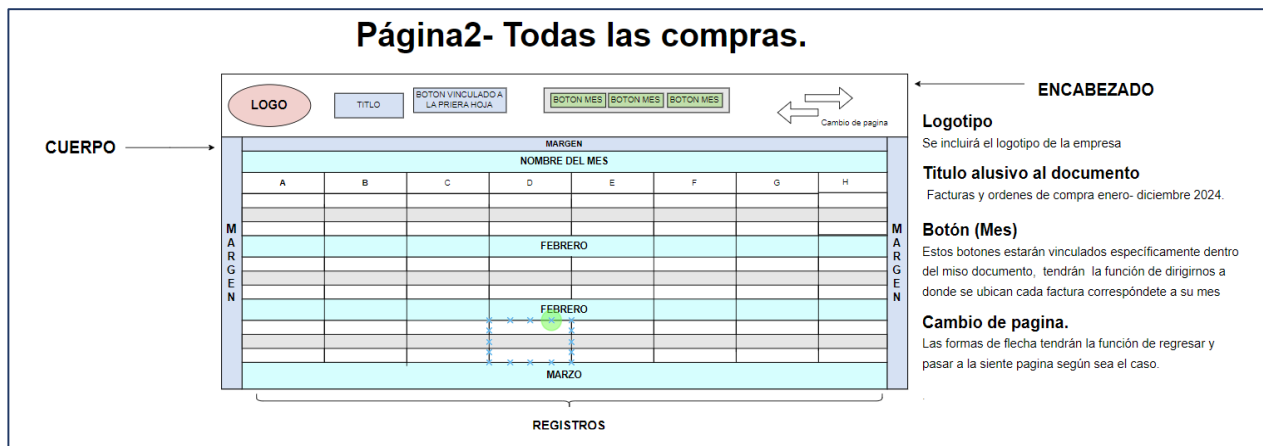 Página2- Todas las compras.
LOGO
TITLO
BOTON VINCULADO A
LA PRIERA HOJA
BOTON MES
BOTON MES
BOTON MES
Cambio de pagina
ENCABEZADO
CUERPO
MARGEN
NOMBRE DEL MES
A B C D E F G H
FEBRERO
FEBRERO
MARZO
MARGEN
MARGEN
REGISTROS
Logotipo
Se incluirá el logotipo de la empresa
Titulo alusivo al documento
Facturas y ordenes de compra enero- diciembre 2024.
Botón (Mes)
Estos botones estarán vinculados específicamente dentro
del miso documento, tendrán la función de dirigirnos a
donde se ubican cada factura correspóndete a su mes
Cambio de pagina.
Las formas de flecha tendrán la función de regresar y
pasar a la siente pagina según sea el caso.
.